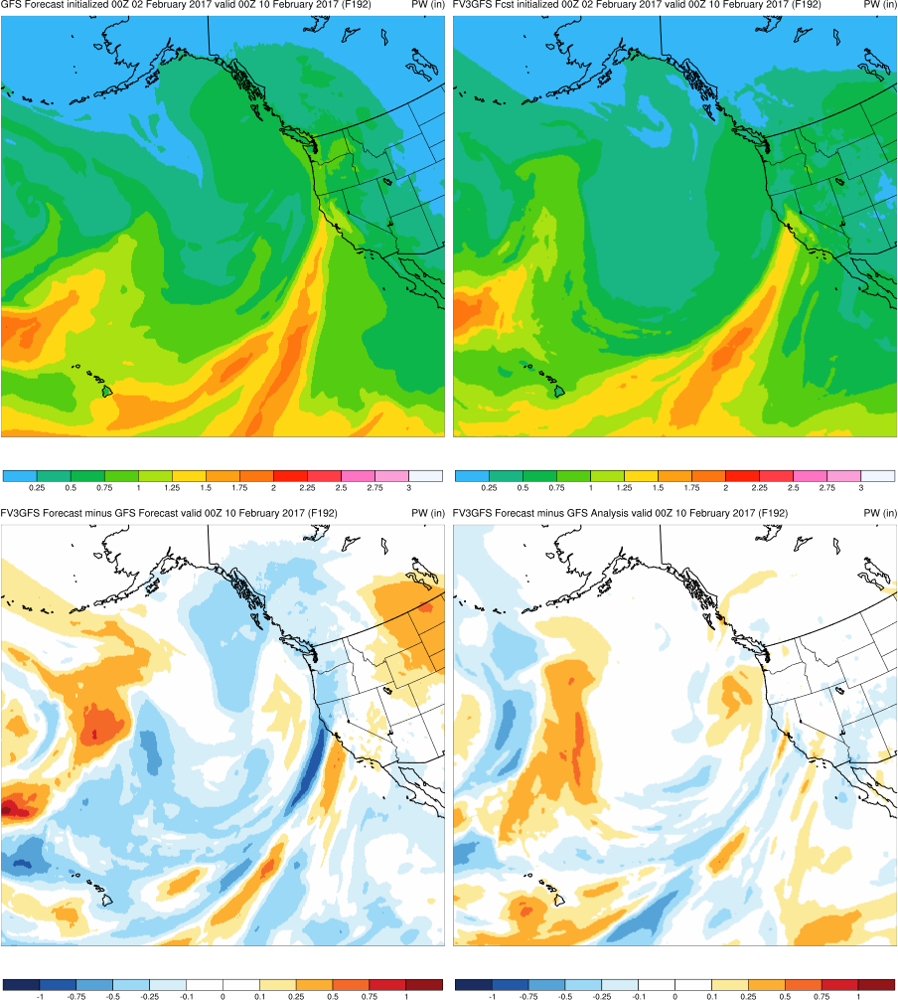 GFS Forecast initialized 00Z 02 February 2017 valid 00Z 10 February 2017 (F192) PW (in)
FV3GFS Fcst initialized 00Z 02 February 2017 valid 00Z 10 February 2017 (F192) PW (in)
0.25 0.5 0.75 1 1.25 1.5 1.75 2 2.25 2.5 2.75 3
0.25 0.5 0.75 1 1.25 1.5 1.75 2 2.25 2.5 2.75 3
FV3GFS Forecast minus GFS Forecast valid 00Z 10 February 2017 (F192) PW (in)
FV3GFS Forecast minus GFS Analysis valid 00Z 10 February 2017 (F192) PW (in)
-1 -0.75 -0.5 -0.25 -0.1 0 0.1 0.25 0.5 0.75 1
-1 -0.75 -0.5 -0.25 -0.1 0 0.1 0.25 0.5 0.75 1